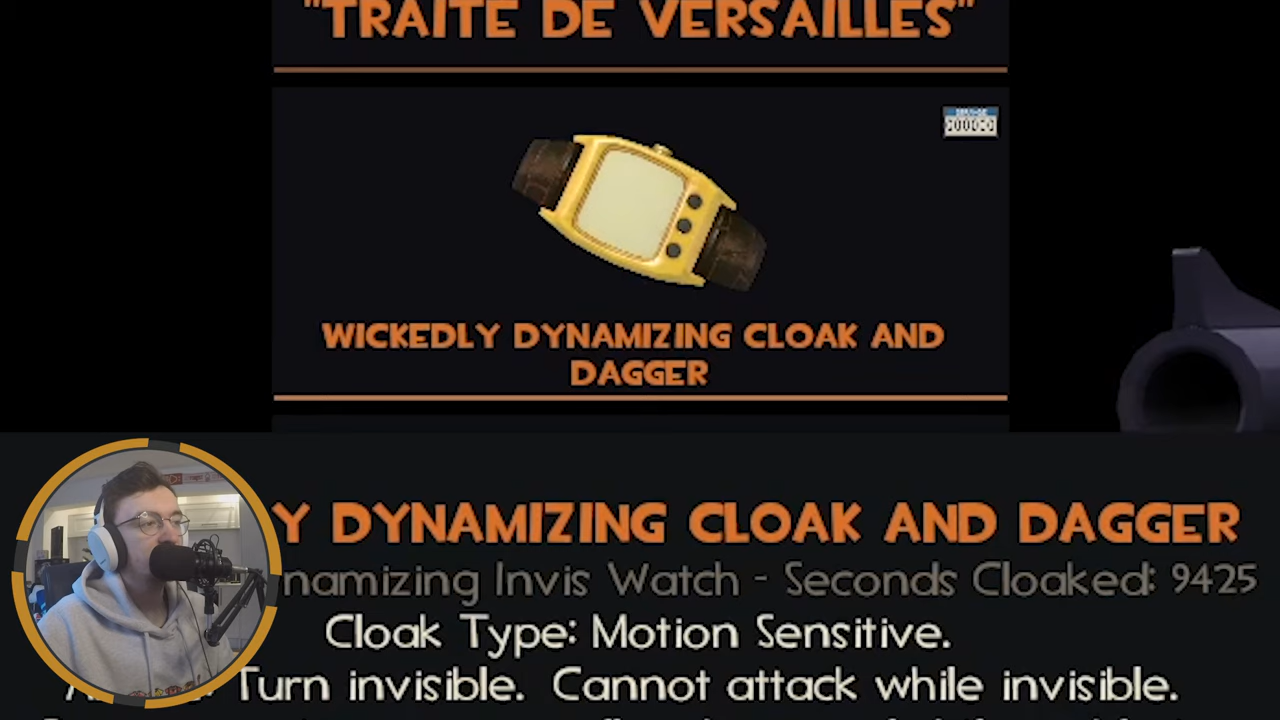 "TRAITÉ DE VERSAILLES"
WICKEDLY DYNAMIZING CLOAK AND
DAGGER
Y DYNAMIZING CLOAK AND DAGGER
namizing Invis Watch - Seconds Cloaked: 9425
Cloak Type: Motion Sensitive.
Turn invisible. Cannot attack while invisible.